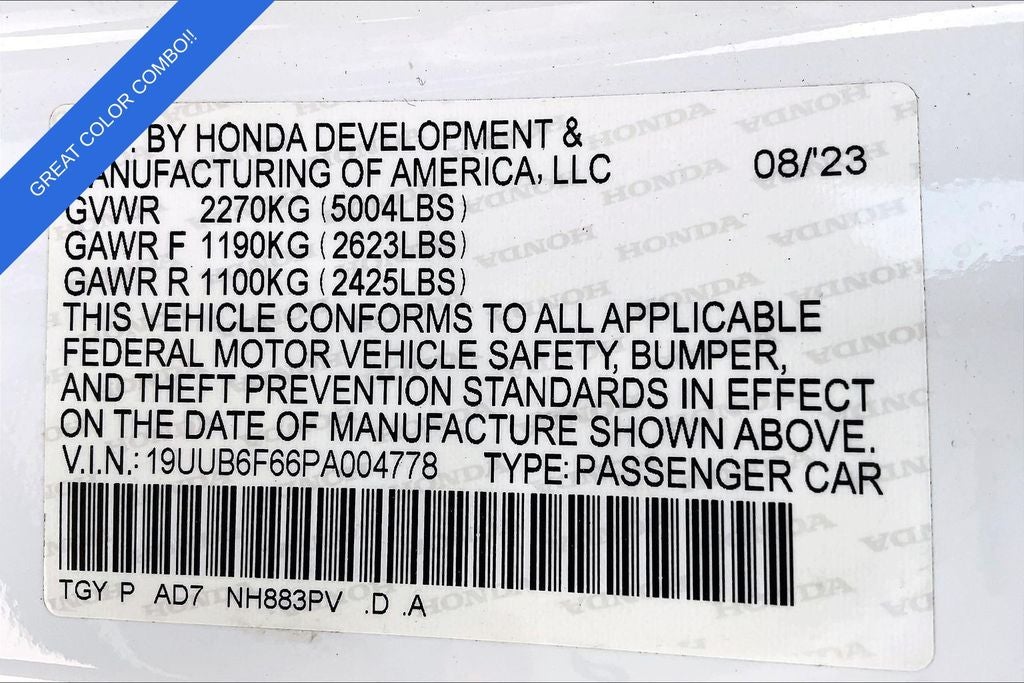 GREAT COLOR COMBO!!
BY HONDA DEVELOPMENT &
MANUFACTURING OF AMERICA, LLC
08/'23
GVWR 2270KG (5004LBS)
GAWR F 1190KG (2623LBS)
GAWR R 1100KG (2425LBS)
THIS VEHICLE CONFORMS TO ALL APPLICABLE
FEDERAL MOTOR VEHICLE SAFETY, BUMPER,
AND THEFT PREVENTION STANDARDS IN EFFECT
ON THE DATE OF MANUFACTURE SHOWN ABOVE.
V.I.N.: 19UUB6F66PA004778 TYPE: PASSENGER CAR
TGY P AD7 NH883PV .D .A